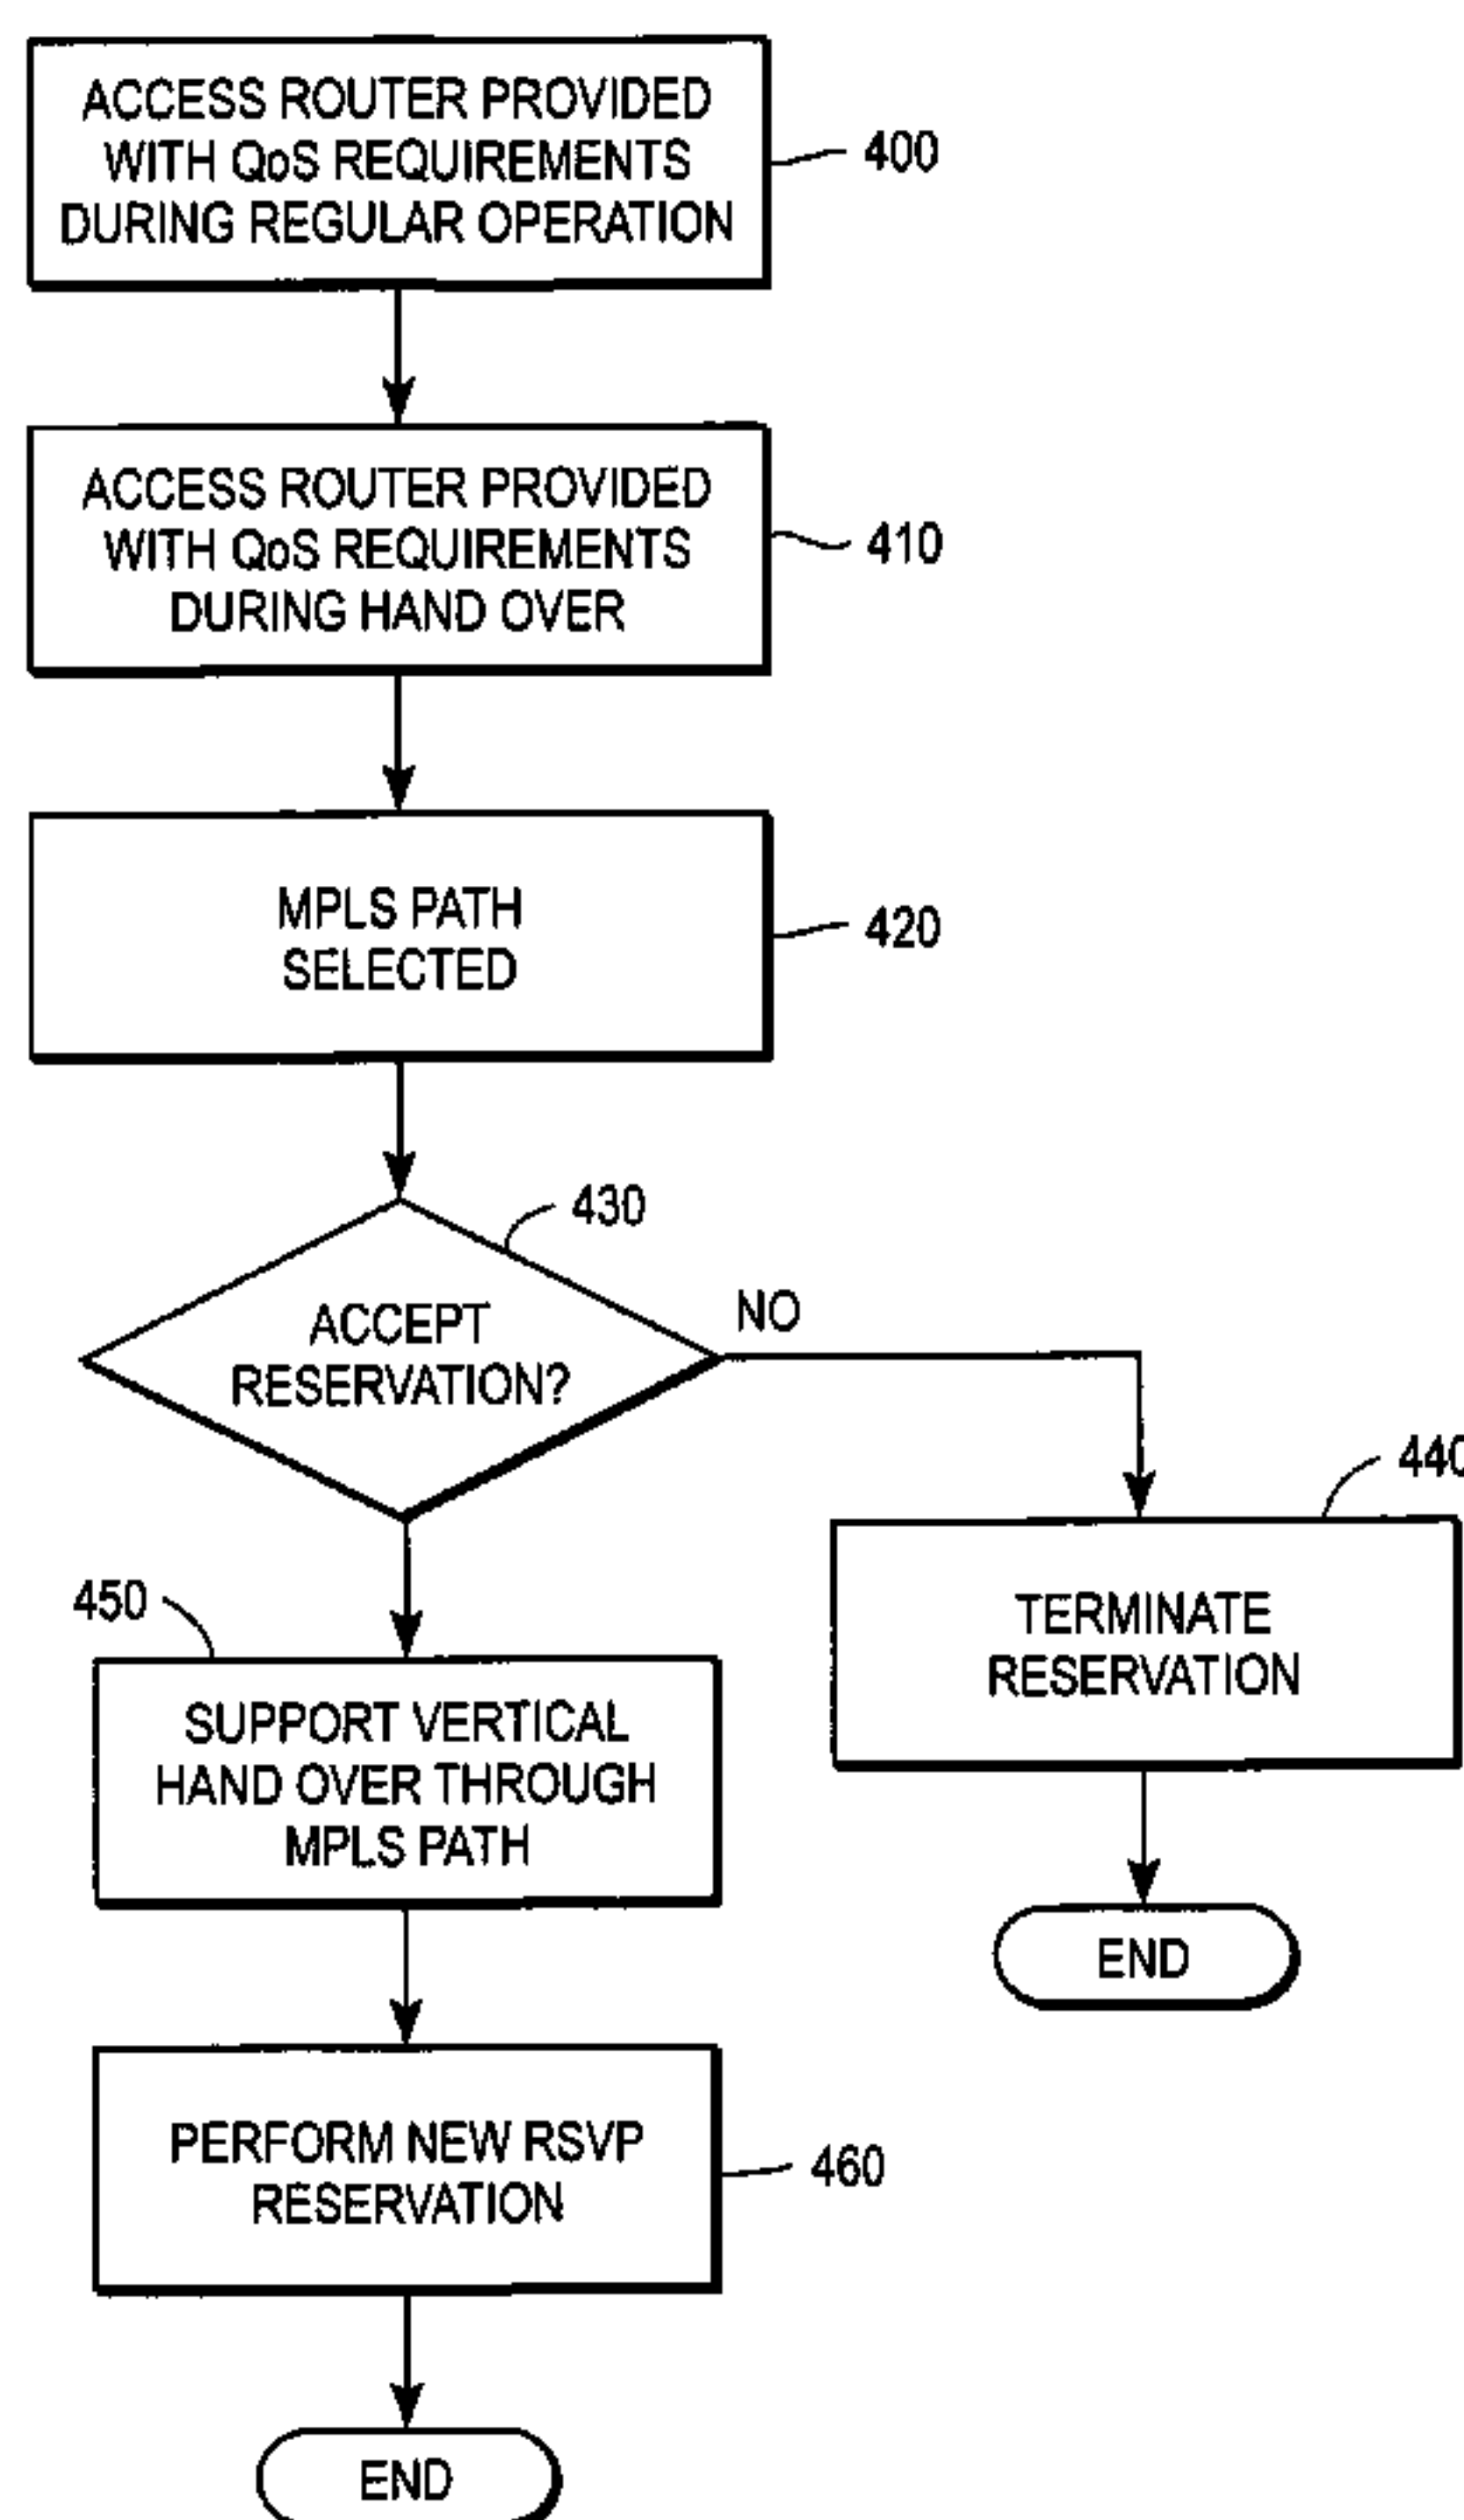 ACCESS ROUTER PROVIDED
WITH QoS REQUIREMENTS
DURING REGULAR OPERATION
400
ACCESS ROUTER PROVIDED
WITH QoS REQUIREMENTS
DURING HAND OVER
410
MPLS PATH
SELECTED
420
430
ACCEPT
RESERVATION?
NO
440
TERMINATE
RESERVATION
END
450
SUPPORT VERTICAL
HAND OVER THROUGH
MPLS PATH
PERFORM NEW RSVP
RESERVATION
460
END